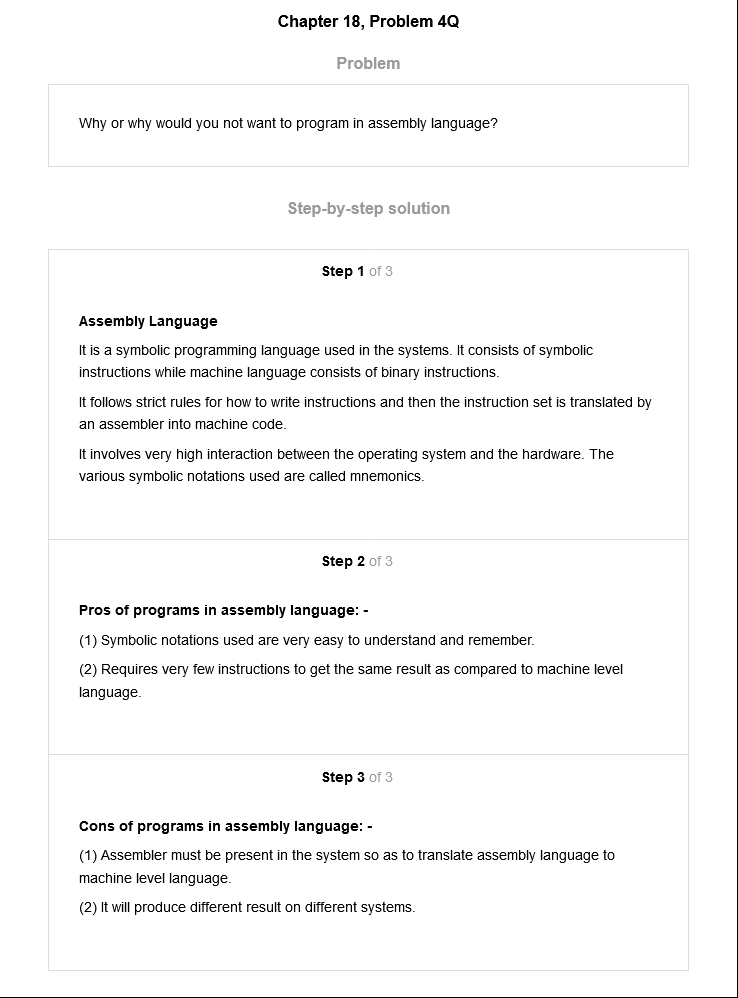 Chapter 18, Problem 4Q
Problem
Why or why would you not want to program in assembly language?
Step-by-step solution
Step 1 of 3
Assembly Language
It is a symbolic programming language used in the systems. It consists of symbolic
instructions while machine language consists of binary instructions.
It follows strict rules for how to write instructions and then the instruction set is translated by
an assembler into machine code.
It involves very high interaction between the operating system and the hardware. The
various symbolic notations used are called mnemonics.
Step 2 of 3
Pros of programs in assembly language: -
(1) Symbolic notations used are very easy to understand and remember.
(2) Requires very few instructions to get the same result as compared to machine level
language.
Step 3 of 3
Cons of programs in assembly language: -
(1) Assembler must be present in the system so as to translate assembly language to
machine level language.
(2) It will produce different result on different systems.